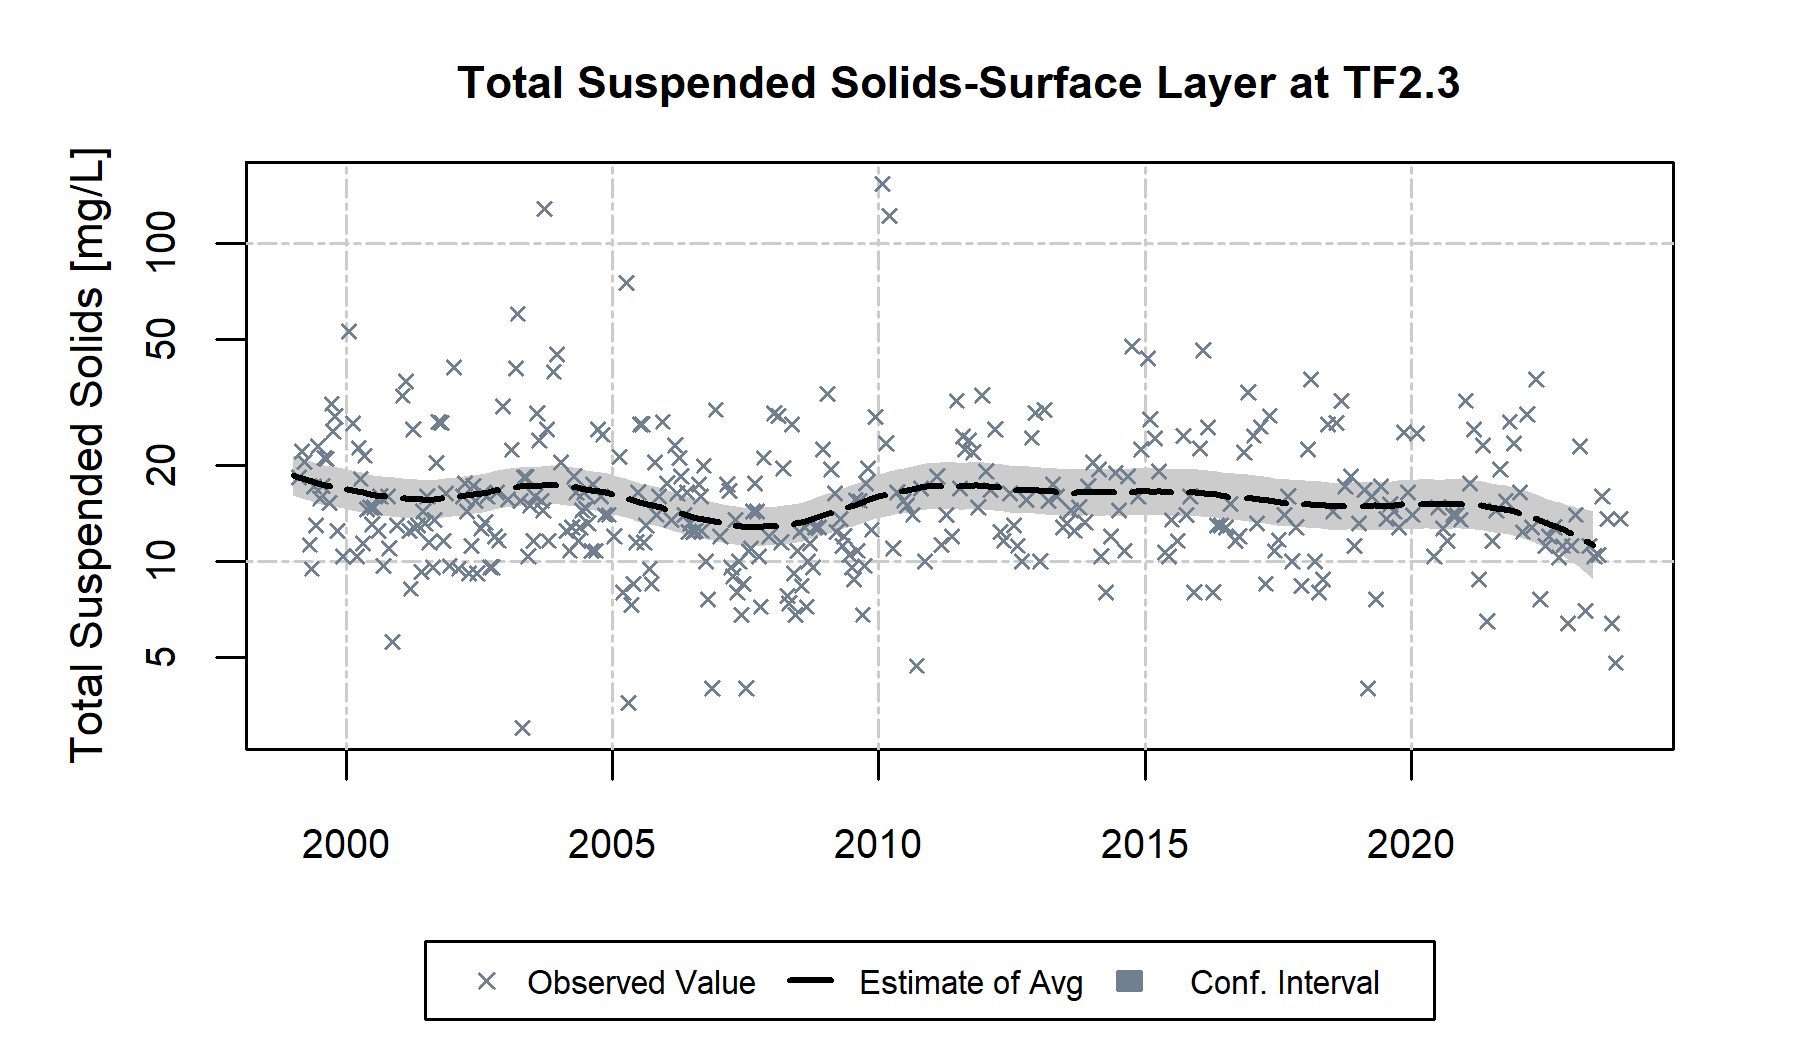 Total Suspended Solids-Surface Layer at TF2.3
Total Suspended Solids [mg/L]
100
50
20
10
5
2000 2005 2010 2015 2020
Observed Value Estimate of Avg Conf. Interval